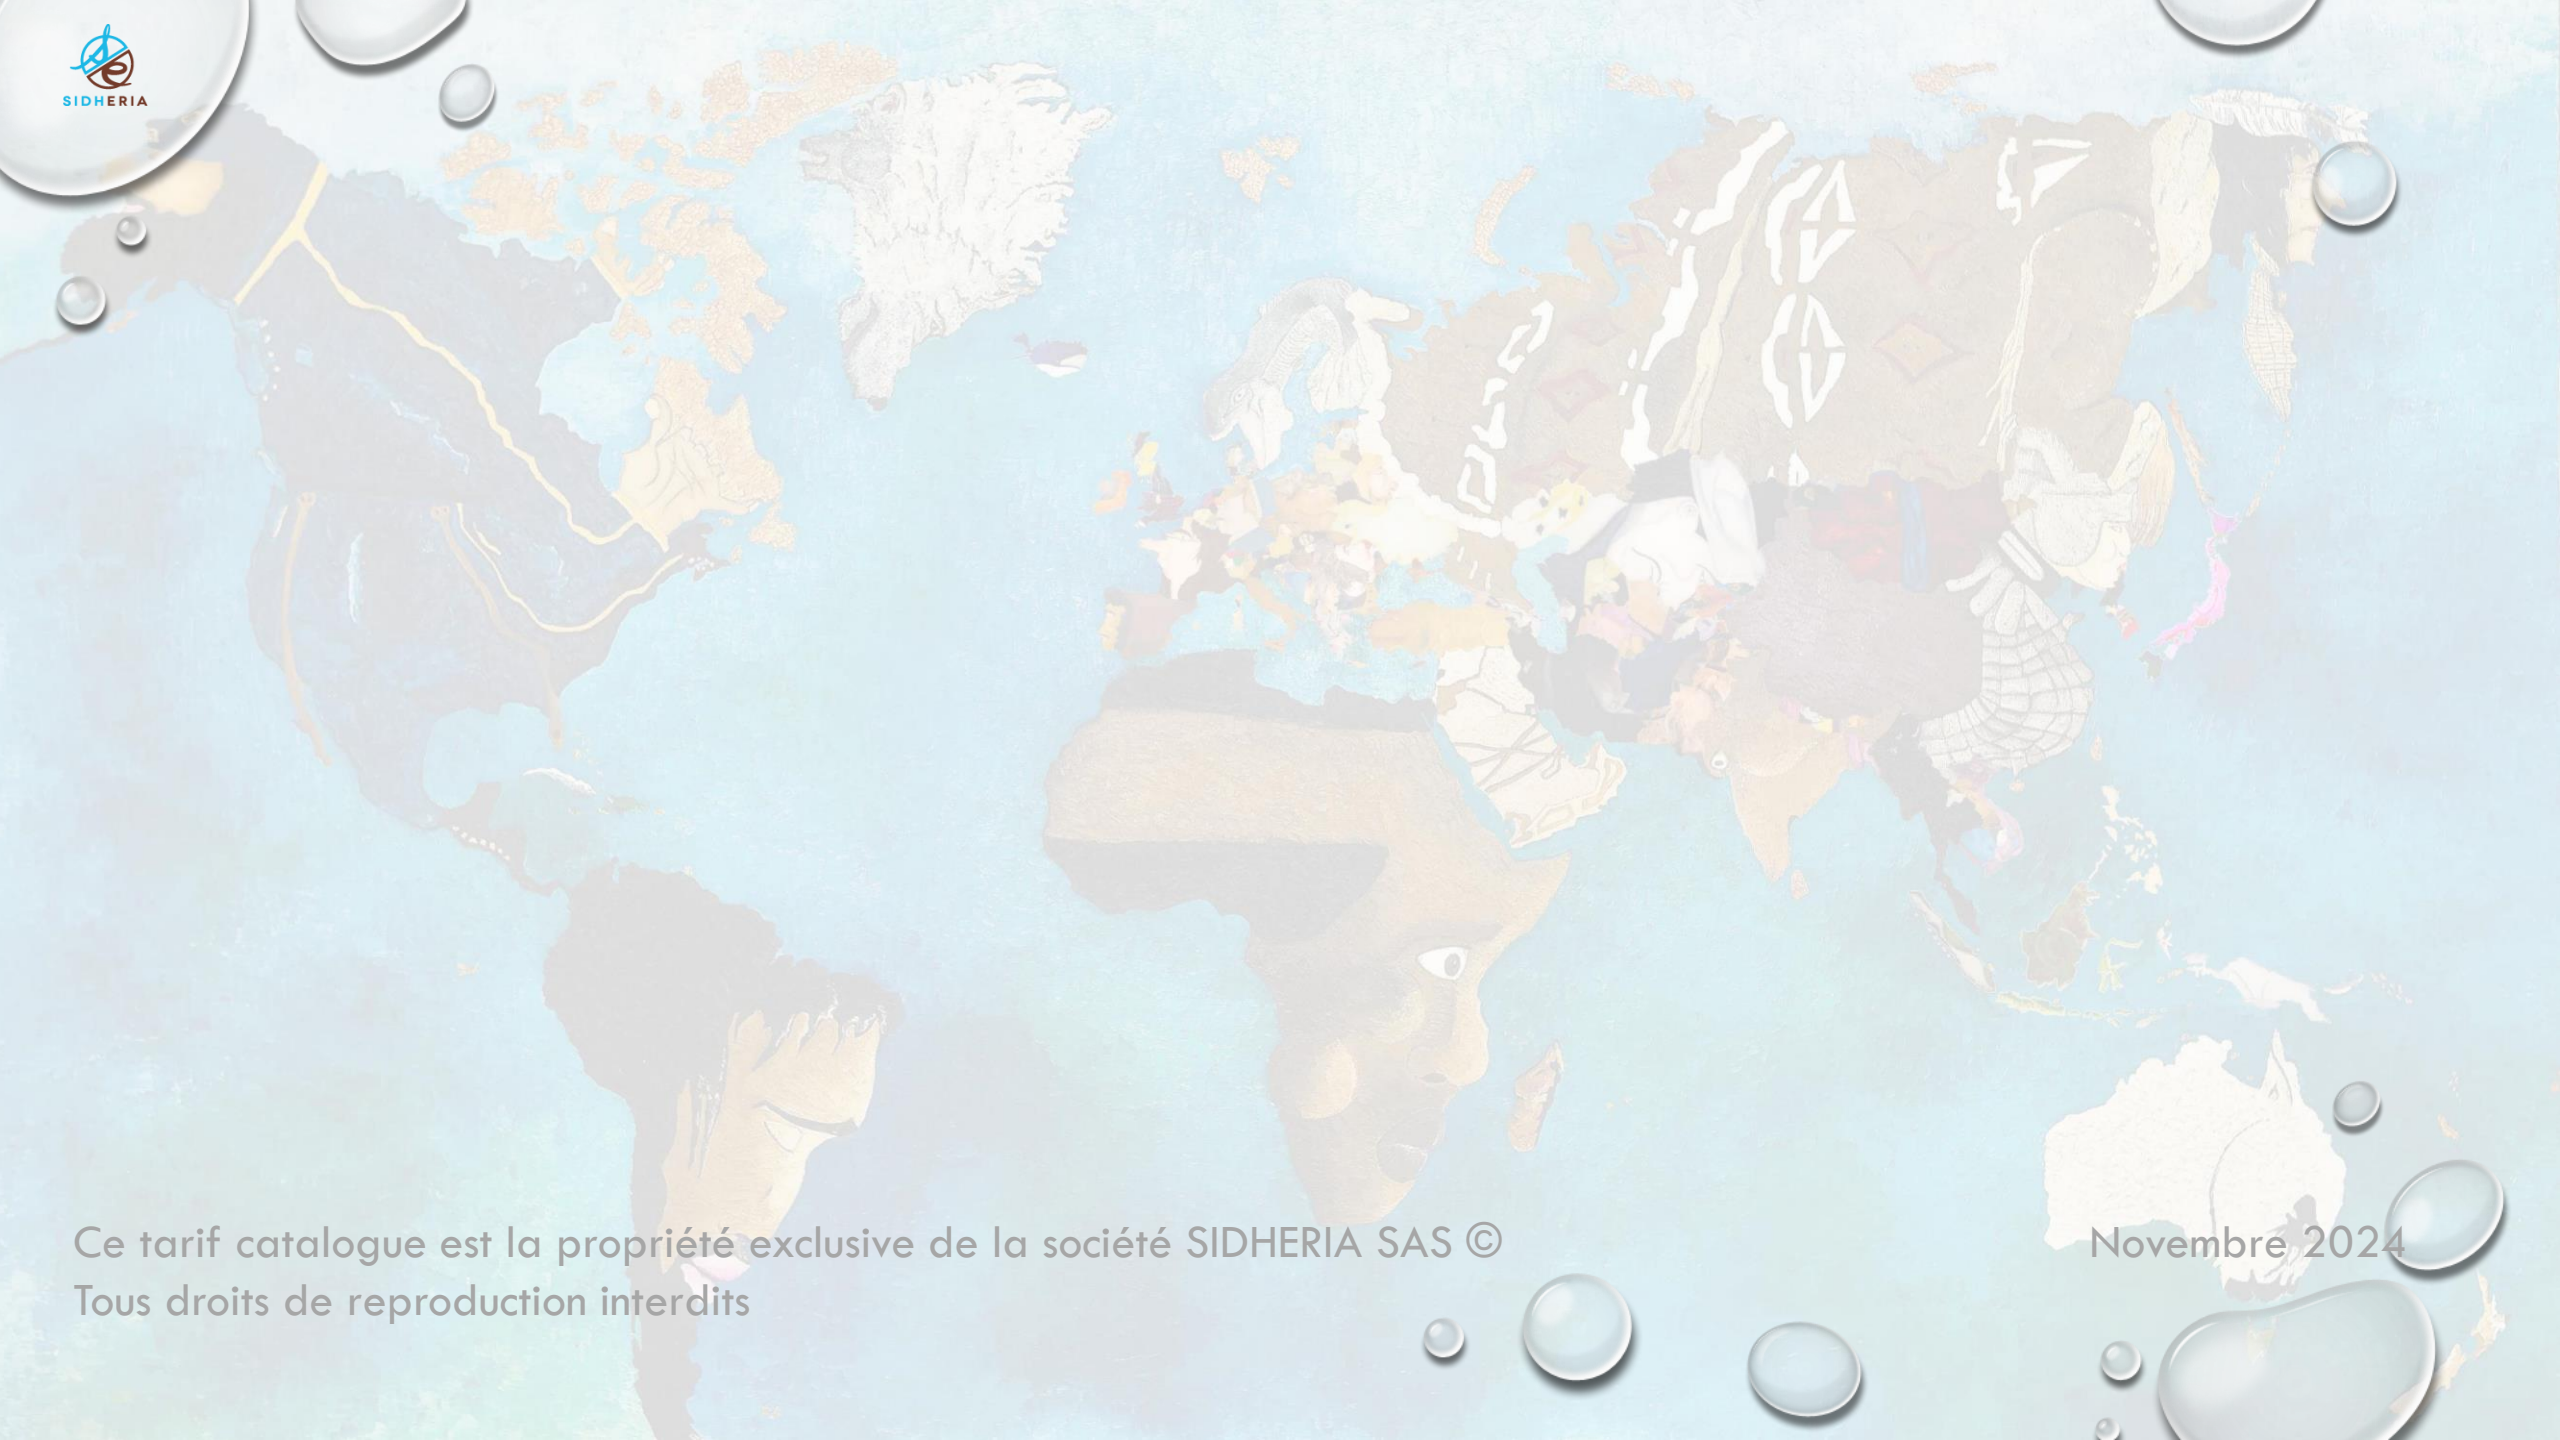 SIDHERIA
Ce tarif catalogue est la propriété exclusive de la société SIDHERIA SAS ©
Novembre 2024
Tous droits de reproduction interdits